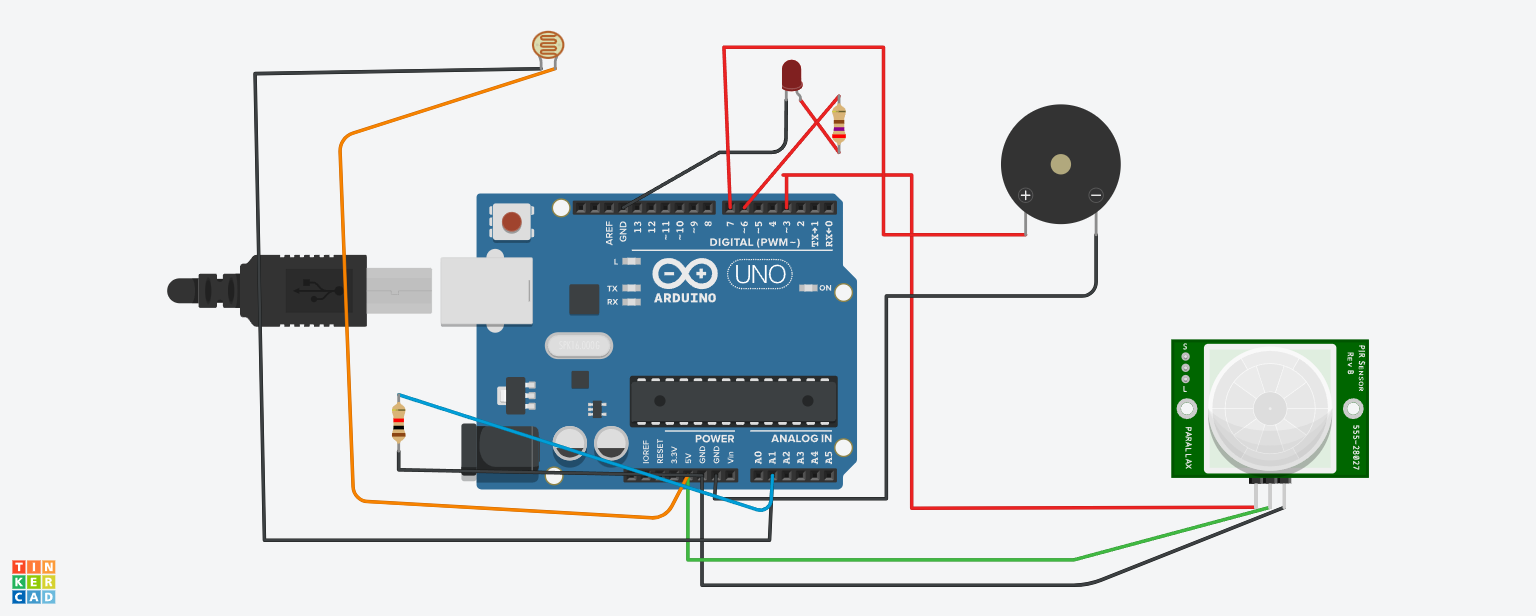 AREF
GND
13
12
~11
~10
~9
8
7
~6
~5
4
~3
2
TX→1
RX←0
DIGITAL (PWM~)
L
TX
RX
ARDUINO
UNO
ON
POWER
ANALOG IN
IOREF
RESET
3.3V
5V
GND
GND
Vin
A0
A1
A2
A3
A4
A5
+
−
S
L
PARALLAX
PIR SENSOR
REV B
555-28027
TIN
KER
CAD